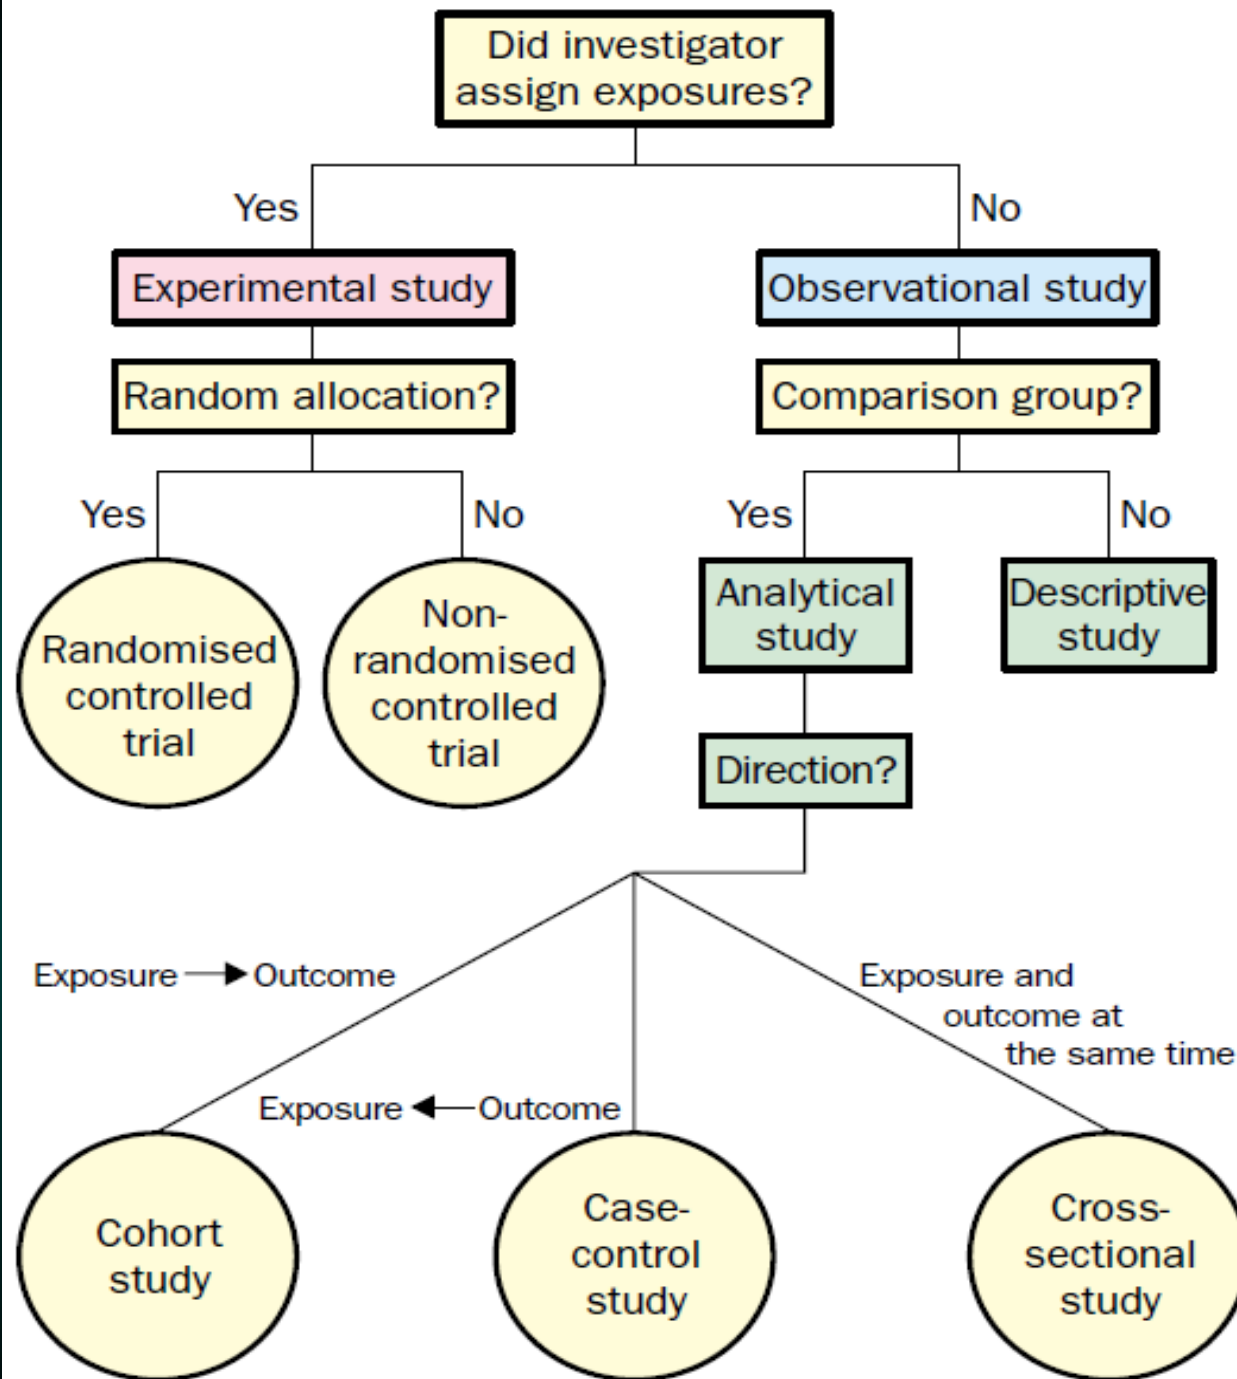 Did investigator
assign exposures?
Yes
No
Experimental study
Observational study
Random allocation?
Comparison group?
Yes
No
Yes
No
Randomised
controlled
trial
Non-
randomised
controlled
trial
Analytical
study
Descriptive
study
Direction?
Exposure → Outcome
Exposure and
outcome at
the same time
Exposure ← Outcome
Cohort
study
Case-
control
study
Cross-
sectional
study